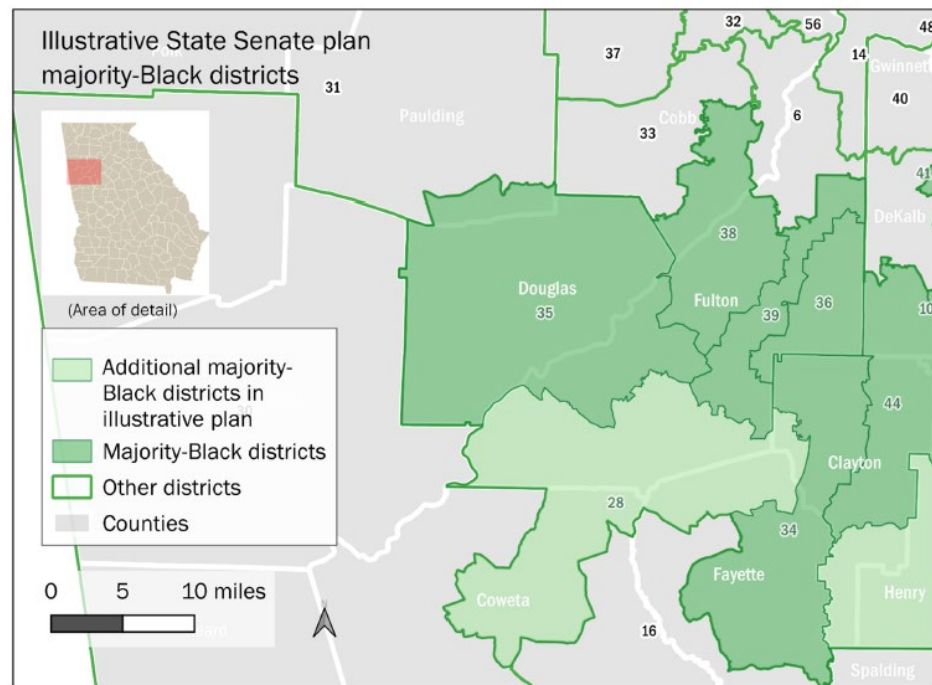 Illustrative State Senate plan
majority-Black districts
32
56
48
37
14
Gwinnett
31
40
Paulding
Cobb
6
33
41
DeKalb
38
(Area of detail)
Douglas
Fulton
35
39
36
10
Additional majority-
Black districts in
illustrative plan
30
44
Majority-Black districts
Clayton
Other districts
28
Counties
34
Fayette
0 5 10 miles
Henry
Coweta
N
16
Spalding